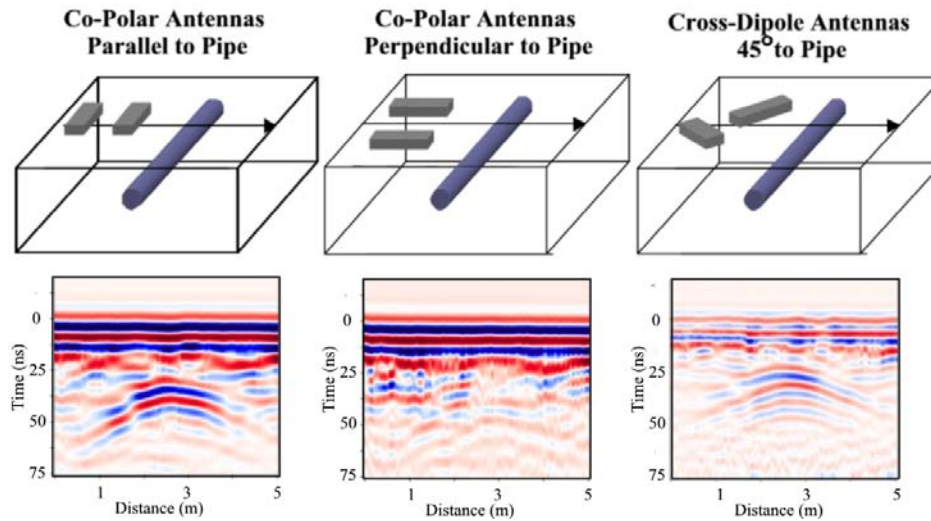 Co-Polar Antennas
Parallel to Pipe
Co-Polar Antennas
Perpendicular to Pipe
Cross-Dipole Antennas
45° to Pipe
Time (ns)
0
25
50
75
1
3
5
Distance (m)
Time (ns)
0
25
50
75
1
3
5
Distance (m)
Time (ns)
0
25
50
75
1
3
5
Distance (m)